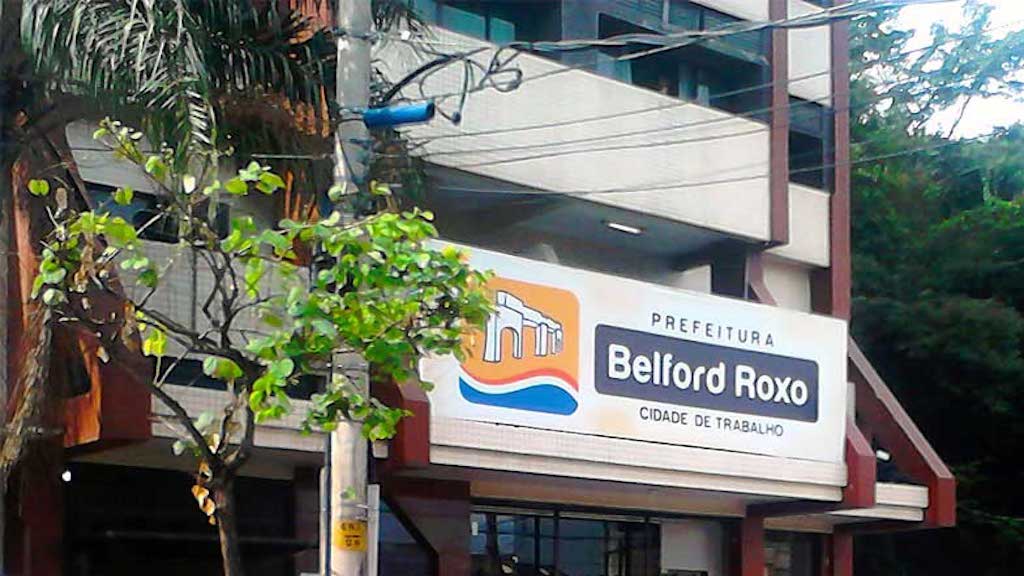 PREFEITURA
Belford Roxo
CIDADE DE TRABALHO